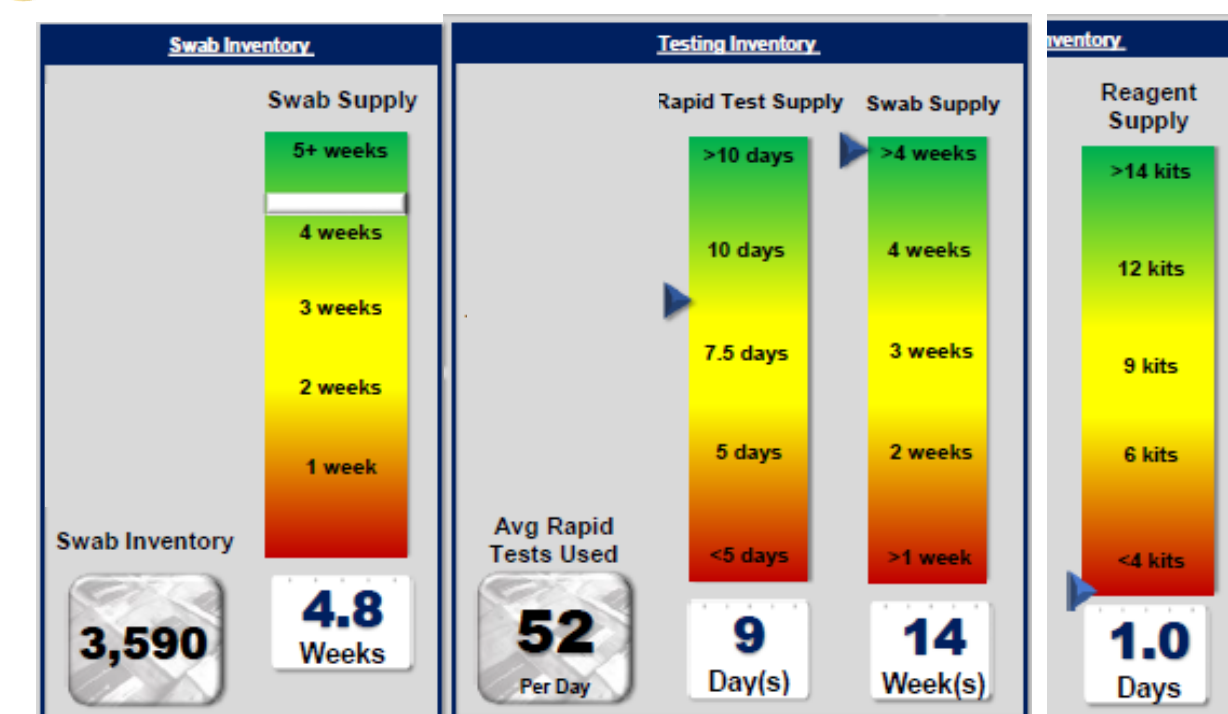 Swab Inventory
Swab Supply
5+ weeks
4 weeks
3 weeks
2 weeks
1 week
Swab Inventory
3,590
4.8
Weeks
Testing Inventory
Rapid Test Supply
>10 days
10 days
7.5 days
5 days
<5 days
Avg Rapid
Tests Used
52
Per Day
9
Day(s)
Swab Supply
>4 weeks
4 weeks
3 weeks
2 weeks
>1 week
14
Week(s)
nventory
Reagent
Supply
>14 kits
12 kits
9 kits
6 kits
<4 kits
1.0
Days